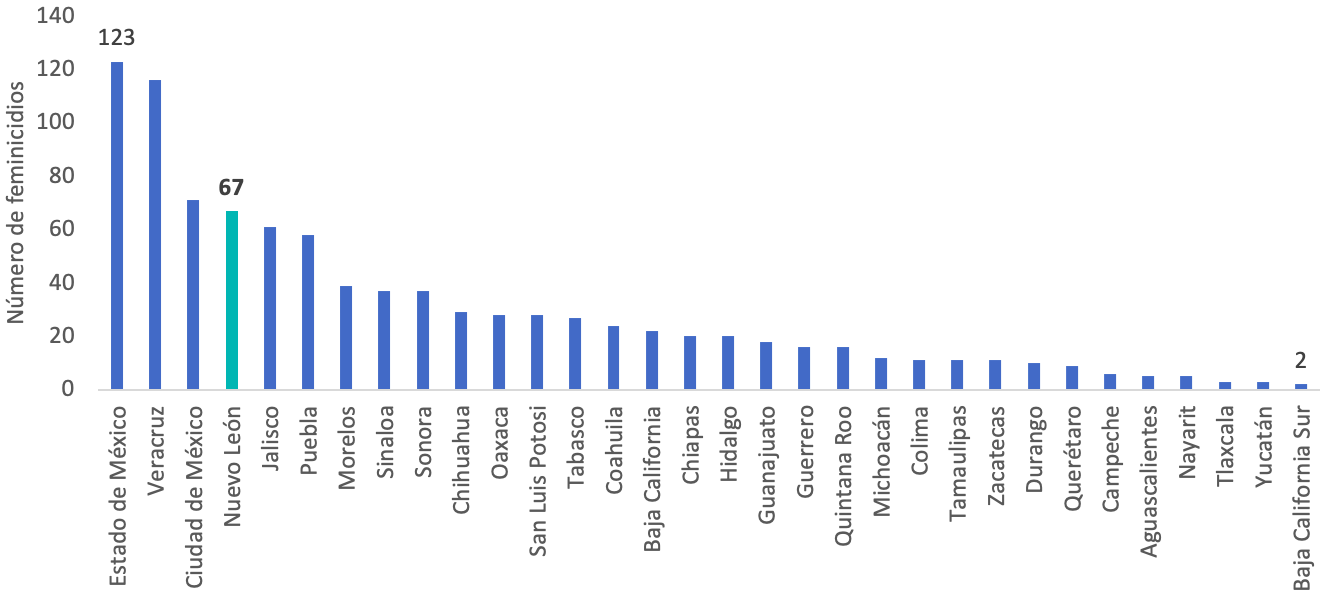 140
120
100
80
60
40
20
0
Número de feminicidios
123
67
2
Estado de México
Veracruz
Ciudad de México
Nuevo León
Jalisco
Puebla
Morelos
Sinaloa
Sonora
Chihuahua
Oaxaca
San Luis Potosi
Tabasco
Coahuila
Baja California
Chiapas
Hidalgo
Guanajuato
Guerrero
Quintana Roo
Michoacán
Colima
Tamaulipas
Zacatecas
Durango
Querétaro
Campeche
Aguascalientes
Nayarit
Tlaxcala
Yucatán
Baja California Sur